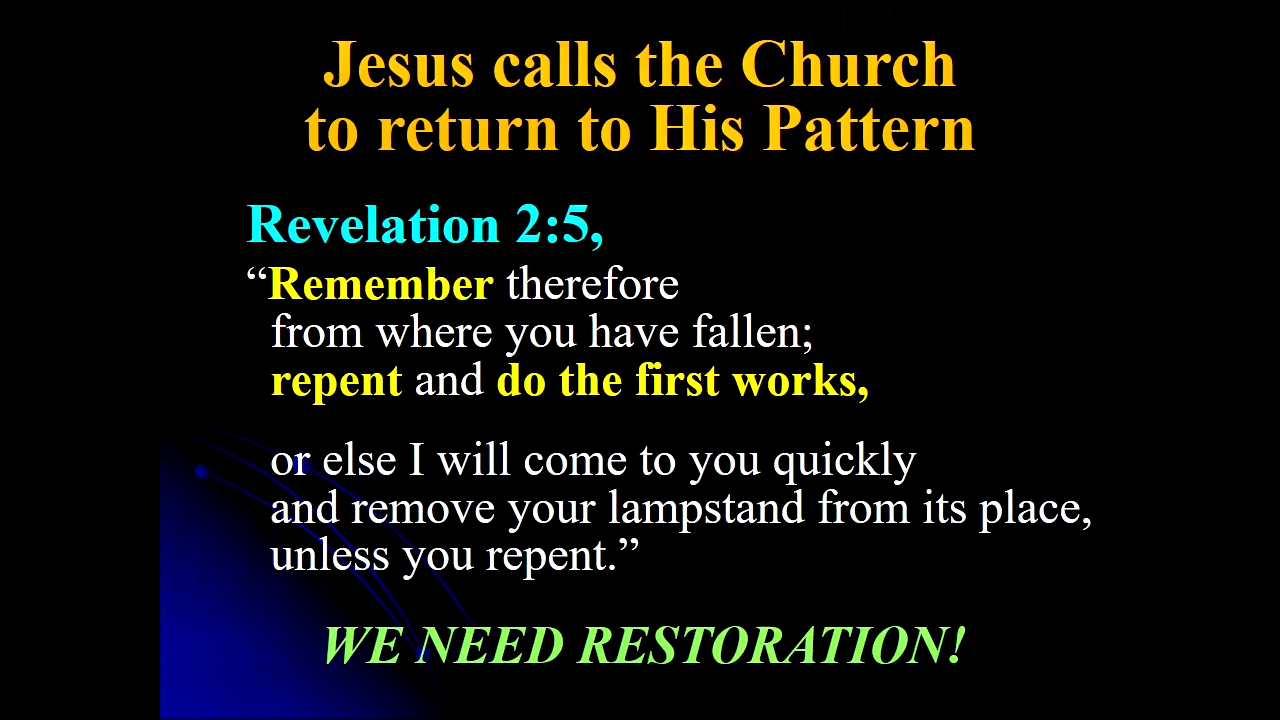 Jesus calls the Church
to return to His Pattern
Revelation 2:5,
“Remember therefore
from where you have fallen;
repent and do the first works,
or else I will come to you quickly
and remove your lampstand from its place,
unless you repent.”
WE NEED RESTORATION!